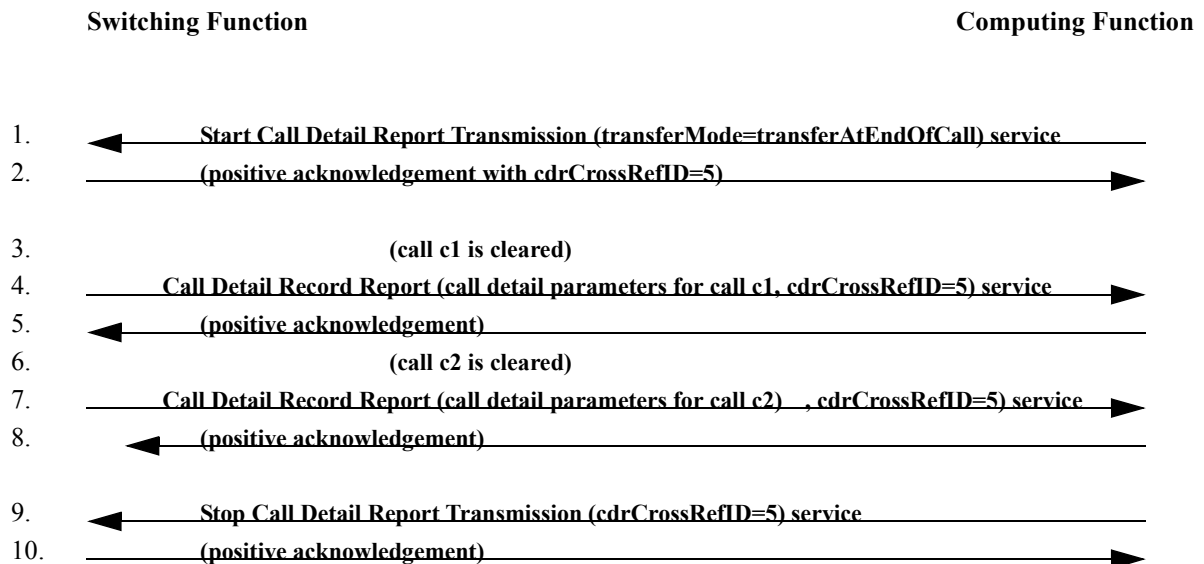 Switching Function Computing Function
1. Start Call Detail Report Transmission (transferMode=transferAtEndOfCall) service
2. (positive acknowledgement with cdrCrossRefID=5)
3. (call c1 is cleared)
4. Call Detail Record Report (call detail parameters for call c1, cdrCrossRefID=5) service
5. (positive acknowledgement)
6. (call c2 is cleared)
7. Call Detail Record Report (call detail parameters for call c2) , cdrCrossRefID=5) service
8. (positive acknowledgement)
9. Stop Call Detail Report Transmission (cdrCrossRefID=5) service
10. (positive acknowledgement)